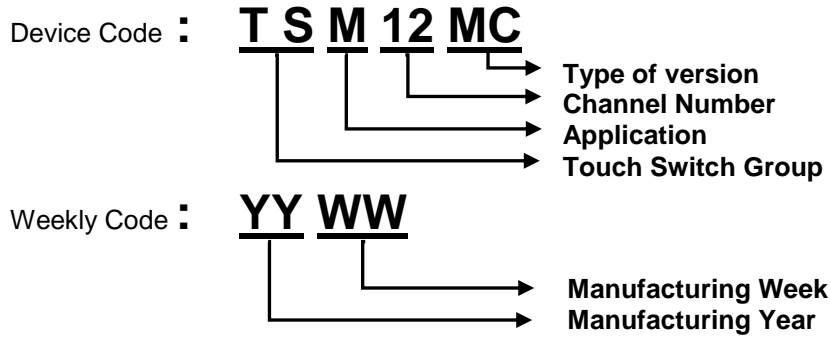 Device Code : T S M 12 MC
Type of version
Channel Number
Application
Touch Switch Group
Weekly Code : YY WW
Manufacturing Week
Manufacturing Year